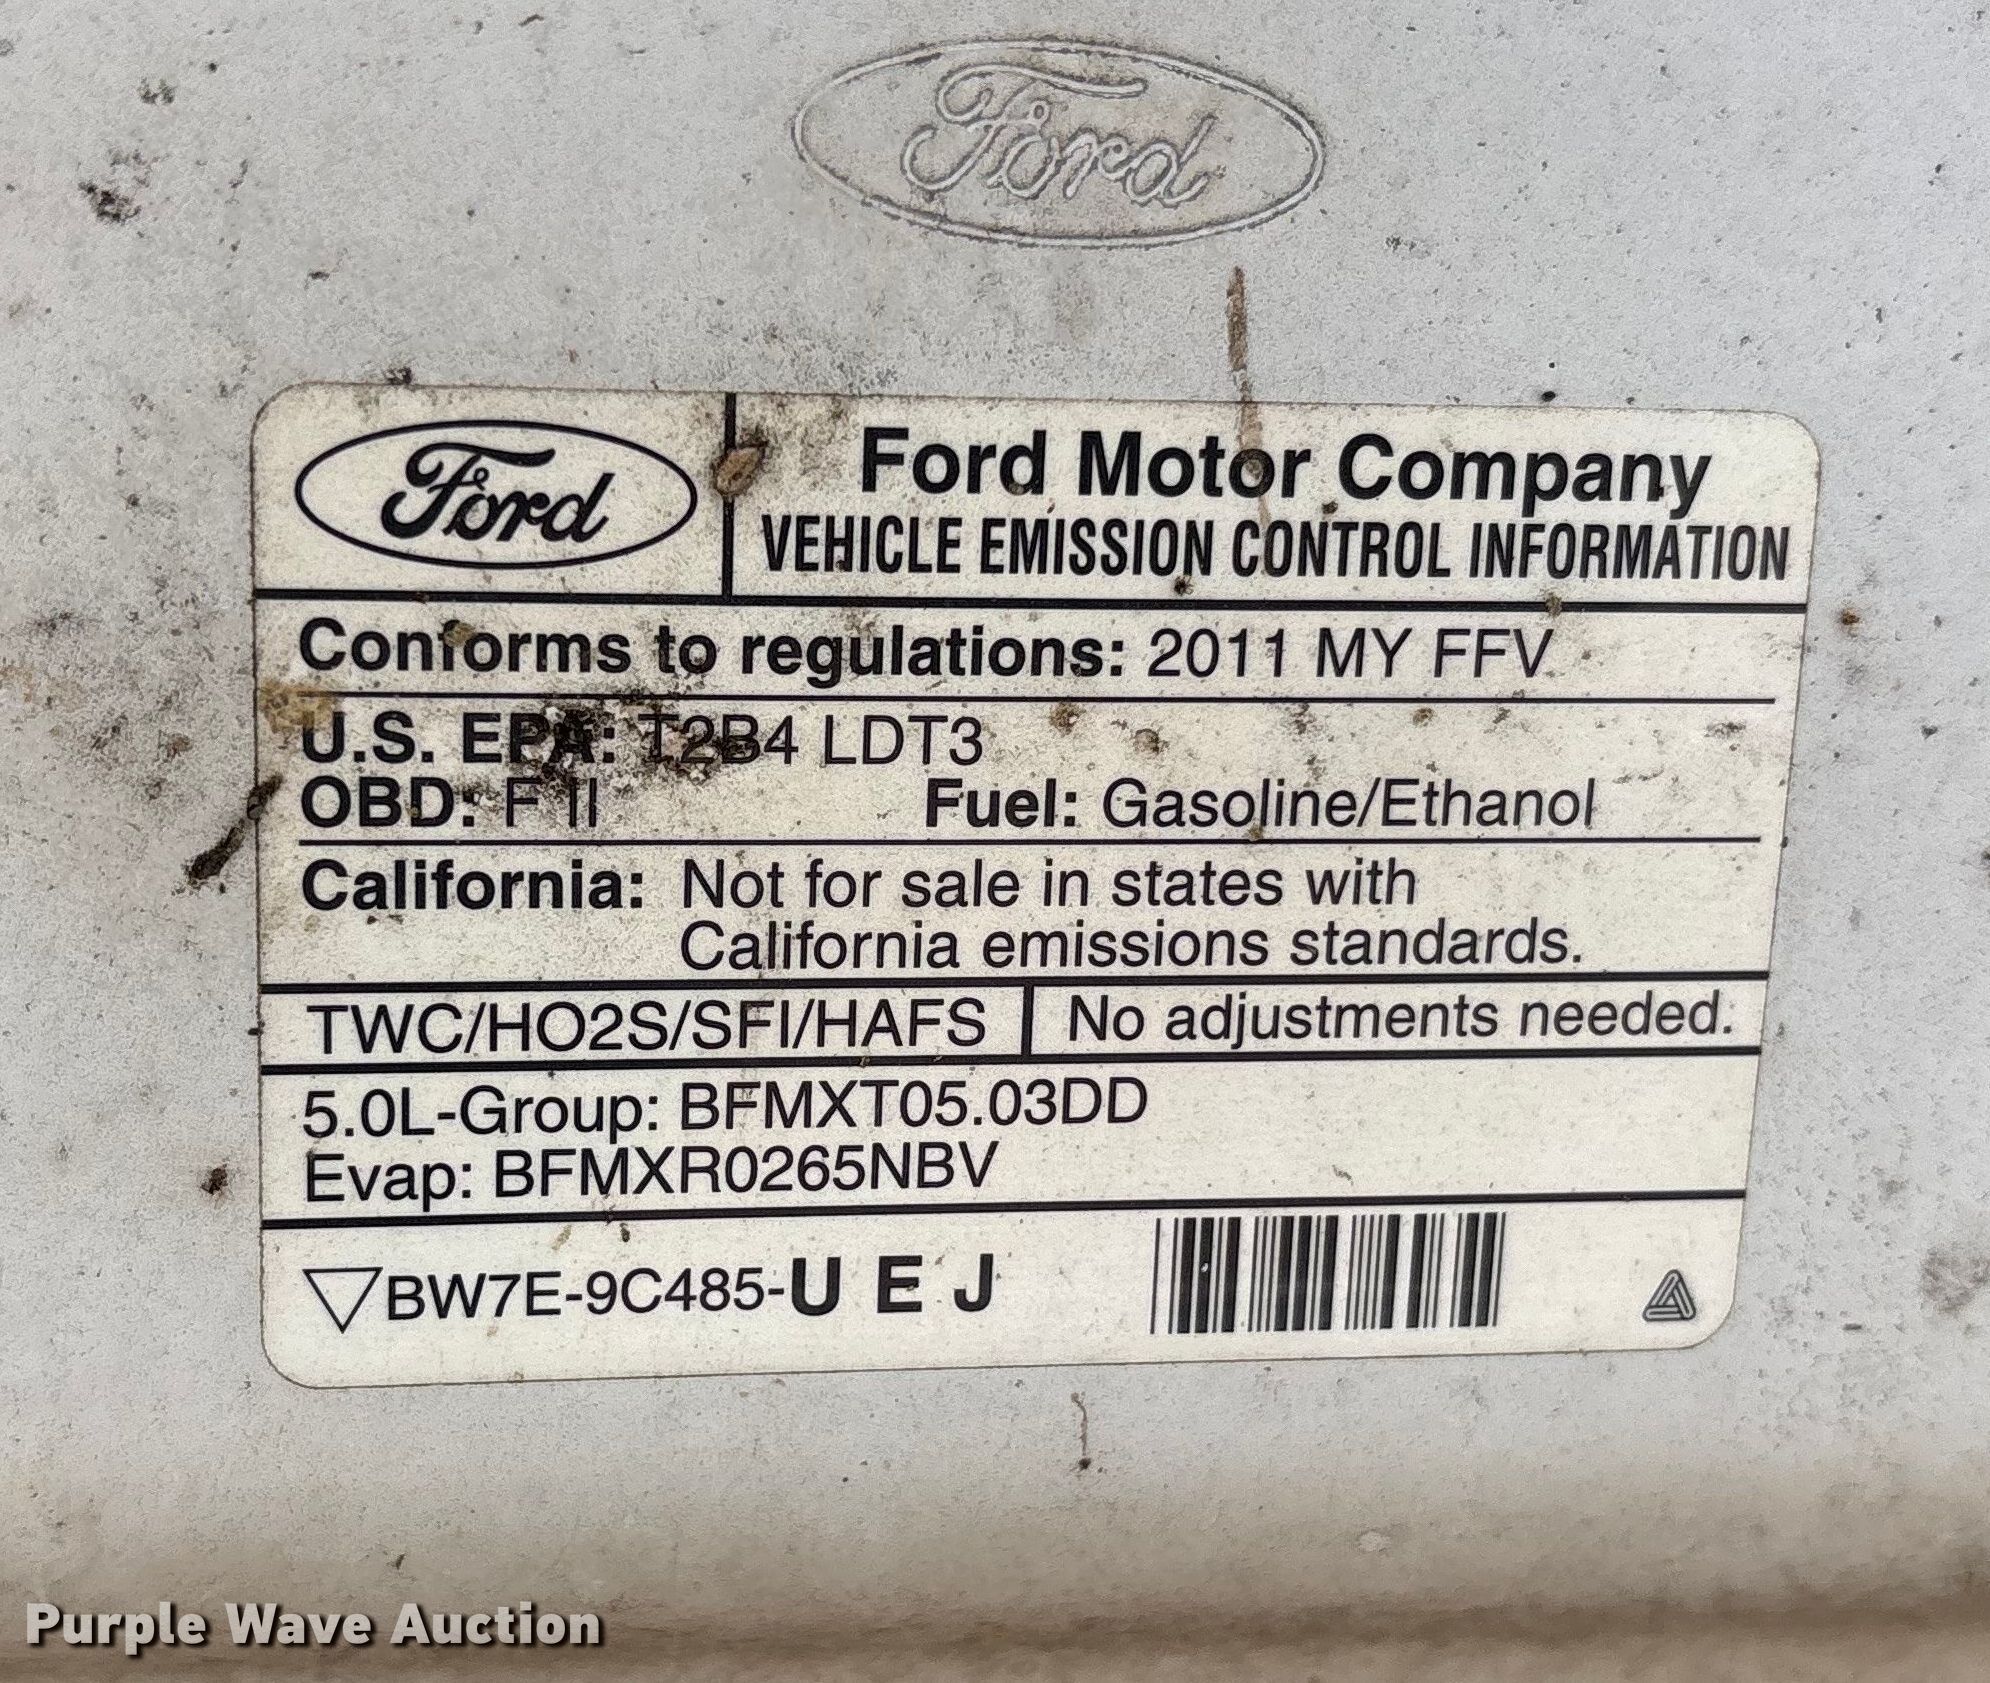 Ford
Ford
Ford Motor Company
VEHICLE EMISSION CONTROL INFORMATION
Conforms to regulations: 2011 MY FFV
U.S. EPA: T2B4 LDT3
OBD: F II Fuel: Gasoline/Ethanol
California: Not for sale in states with
California emissions standards.
TWC/HO2S/SFI/HAFS No adjustments needed.
5.0L-Group: BFMXT05.03DD
Evap: BFMXR0265NBV
BW7E-9C485-U E J
Purple Wave Auction